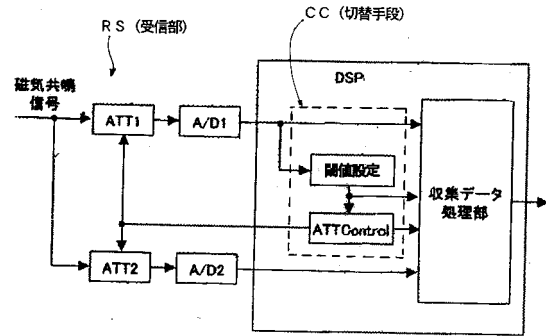 RS(受信部)
CC(切替手段)
DSP
磁気共鳴
信号
ATT1
A/D1
閾値設定
収集データ
処理部
ATTControl
ATT2
A/D2